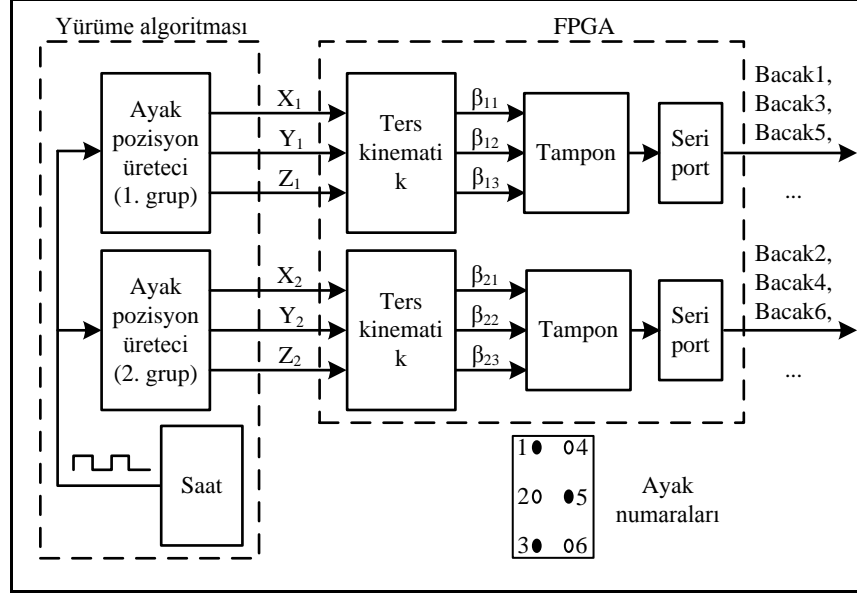 Yürüme algoritması
FPGA
Ayak
pozisyon
üreteci
(1. grup)
X1
Y1
Z1
Ters
kinemati
k
β11
β12
β13
Tampon
Seri
port
Bacak1,
Bacak3,
Bacak5,
...
Ayak
pozisyon
üreteci
(2. grup)
X2
Y2
Z2
Ters
kinemati
k
β21
β22
β23
Tampon
Seri
port
Bacak2,
Bacak4,
Bacak6,
...
Saat
1 4
2 5
3 6
Ayak
numaraları